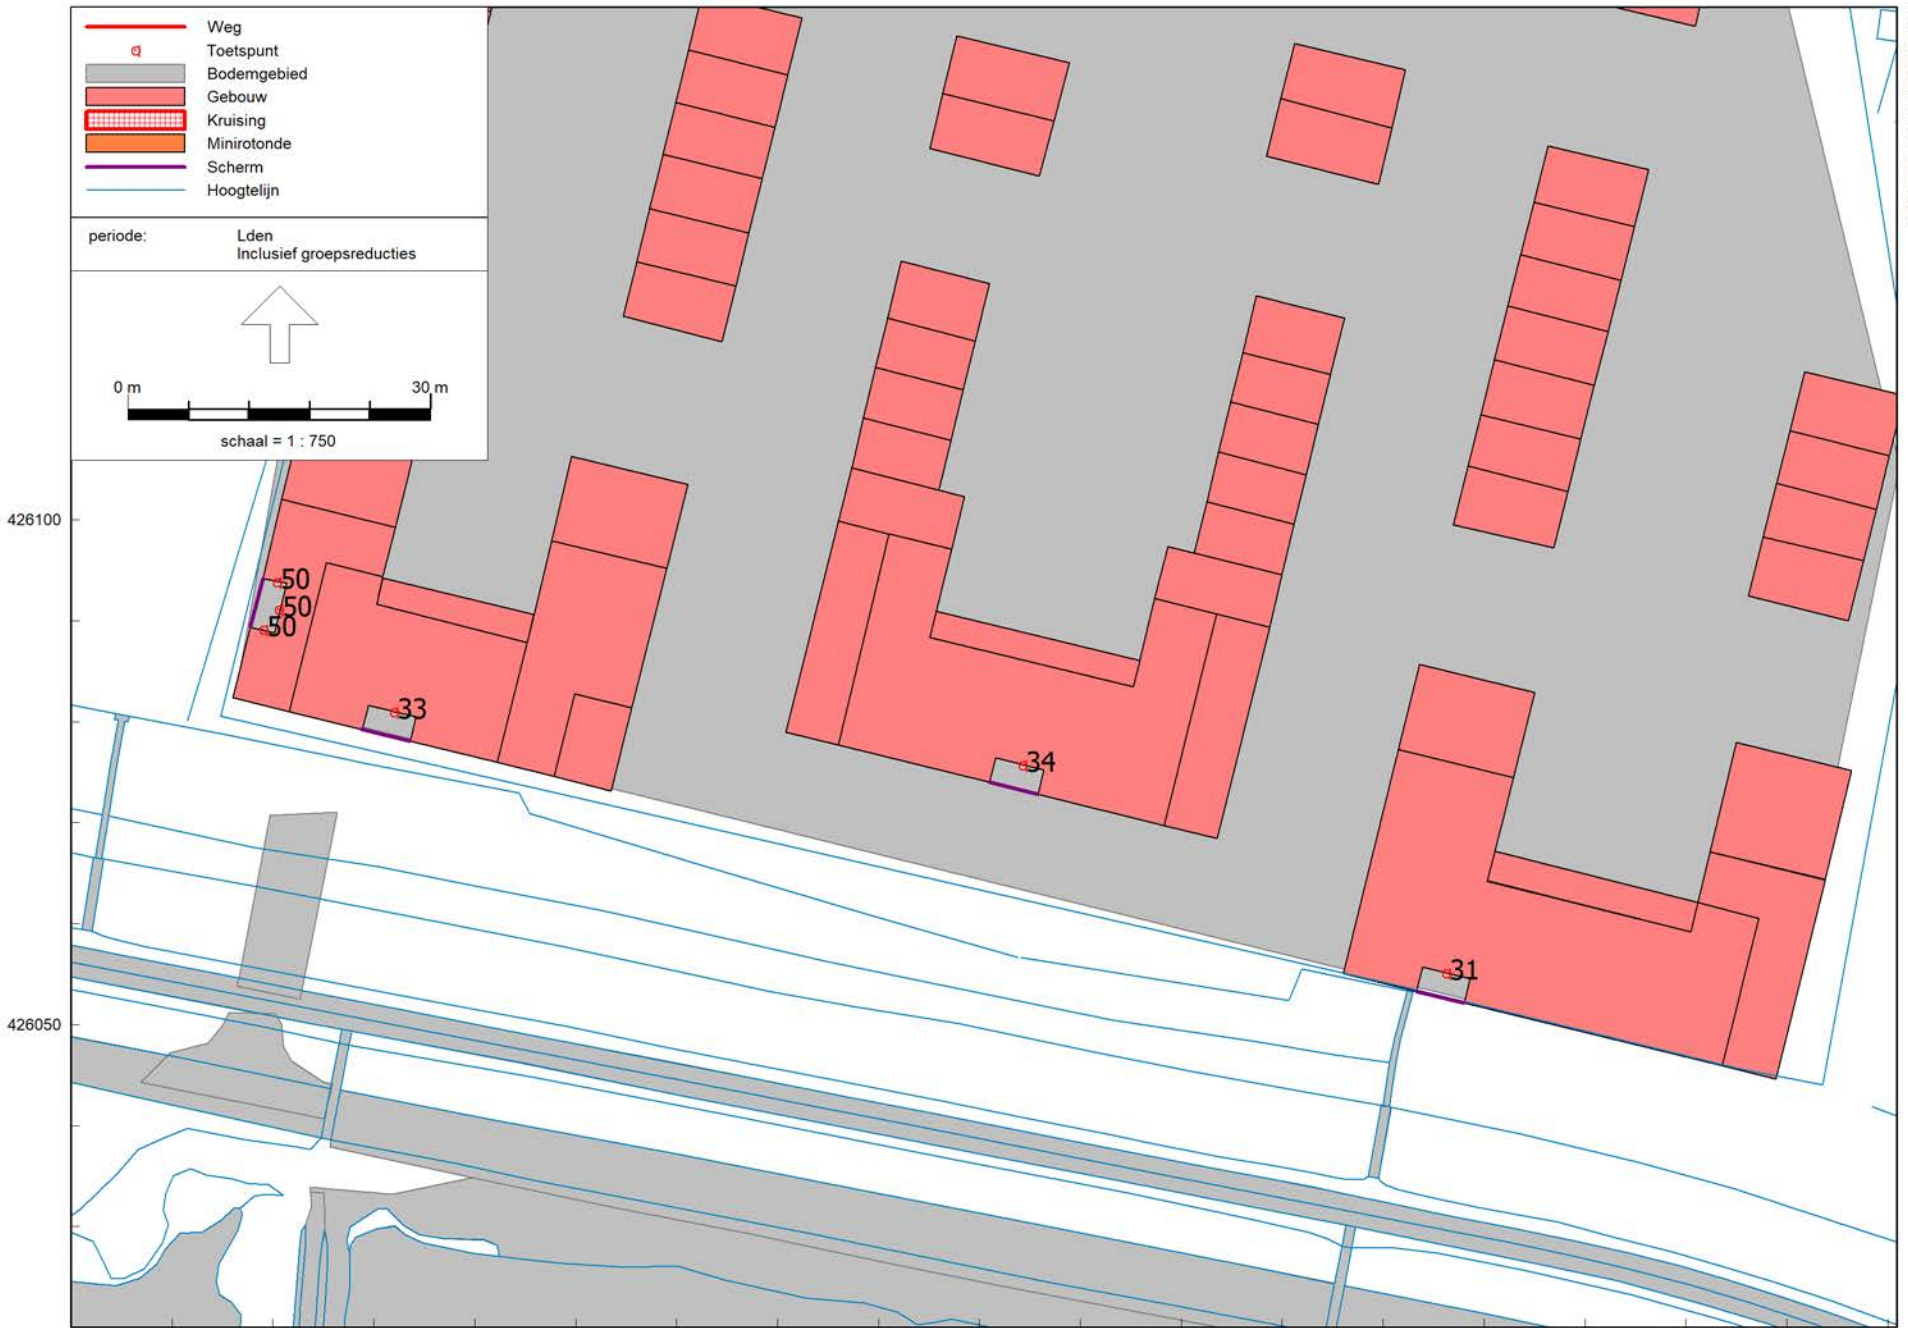 Weg
Toetspunt
Bodemgebied
Gebouw
Kruising
Minirotonde
Scherm
Hoogtelijn
periode: Lden
Inclusief groepsreducties
0 m 30 m
schaal = 1 : 750
426100
50
50
50
33
34
31
426050